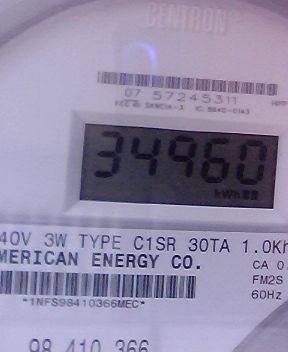 CENTRON
07 57245311
34960
kWh
40V 3W TYPE C1SR 30TA 1.0Kh
MERICAN ENERGY CO.
CA 0.
FM2S
60Hz
*1NFS98410366MEC*
98 410 366